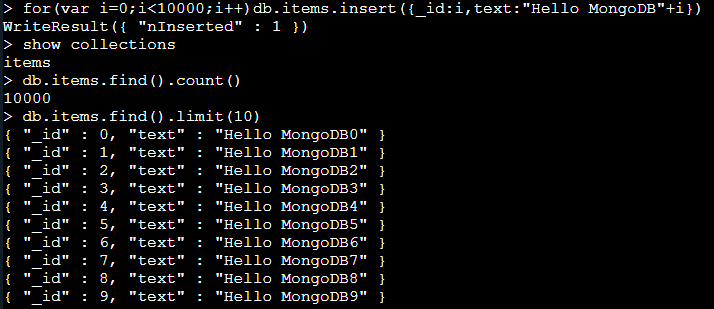 > for(var i=0;i<10000;i++)db.items.insert({_id:i,text:"Hello MongoDB"+i})
WriteResult({ "nInserted" : 1 })
> show collections
items
> db.items.find().count()
10000
> db.items.find().limit(10)
{ "_id" : 0, "text" : "Hello MongoDB0" }
{ "_id" : 1, "text" : "Hello MongoDB1" }
{ "_id" : 2, "text" : "Hello MongoDB2" }
{ "_id" : 3, "text" : "Hello MongoDB3" }
{ "_id" : 4, "text" : "Hello MongoDB4" }
{ "_id" : 5, "text" : "Hello MongoDB5" }
{ "_id" : 6, "text" : "Hello MongoDB6" }
{ "_id" : 7, "text" : "Hello MongoDB7" }
{ "_id" : 8, "text" : "Hello MongoDB8" }
{ "_id" : 9, "text" : "Hello MongoDB9" }